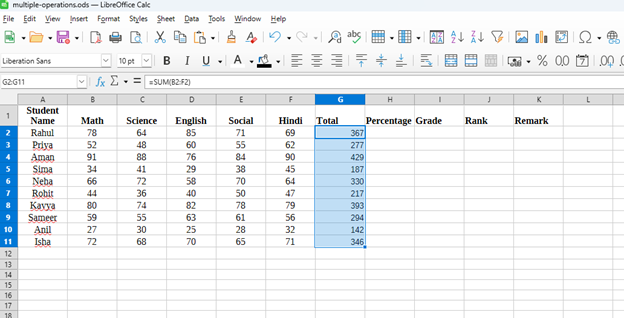 multiple-operations.ods — LibreOffice Calc
File Edit View Insert Format Styles Sheet Data Tools Window Help
Liberation Sans 10 pt B I U A % 0.0
G2:G11 fx Σ = =SUM(B2:F2)
A B C D E F G H I J K L
1 Student Name Math Science English Social Hindi Total Percentage Grade Rank Remark
2 Rahul 78 64 85 71 69 367
3 Priya 52 48 60 55 62 277
4 Aman 91 88 76 84 90 429
5 Sima 34 41 29 38 45 187
6 Neha 66 72 58 70 64 330
7 Rohit 44 36 40 50 47 217
8 Kavya 80 74 82 78 79 393
9 Sameer 59 55 63 61 56 294
10 Anil 27 30 25 28 32 142
11 Isha 72 68 70 65 71 346
12
13
14
15
16
17
18